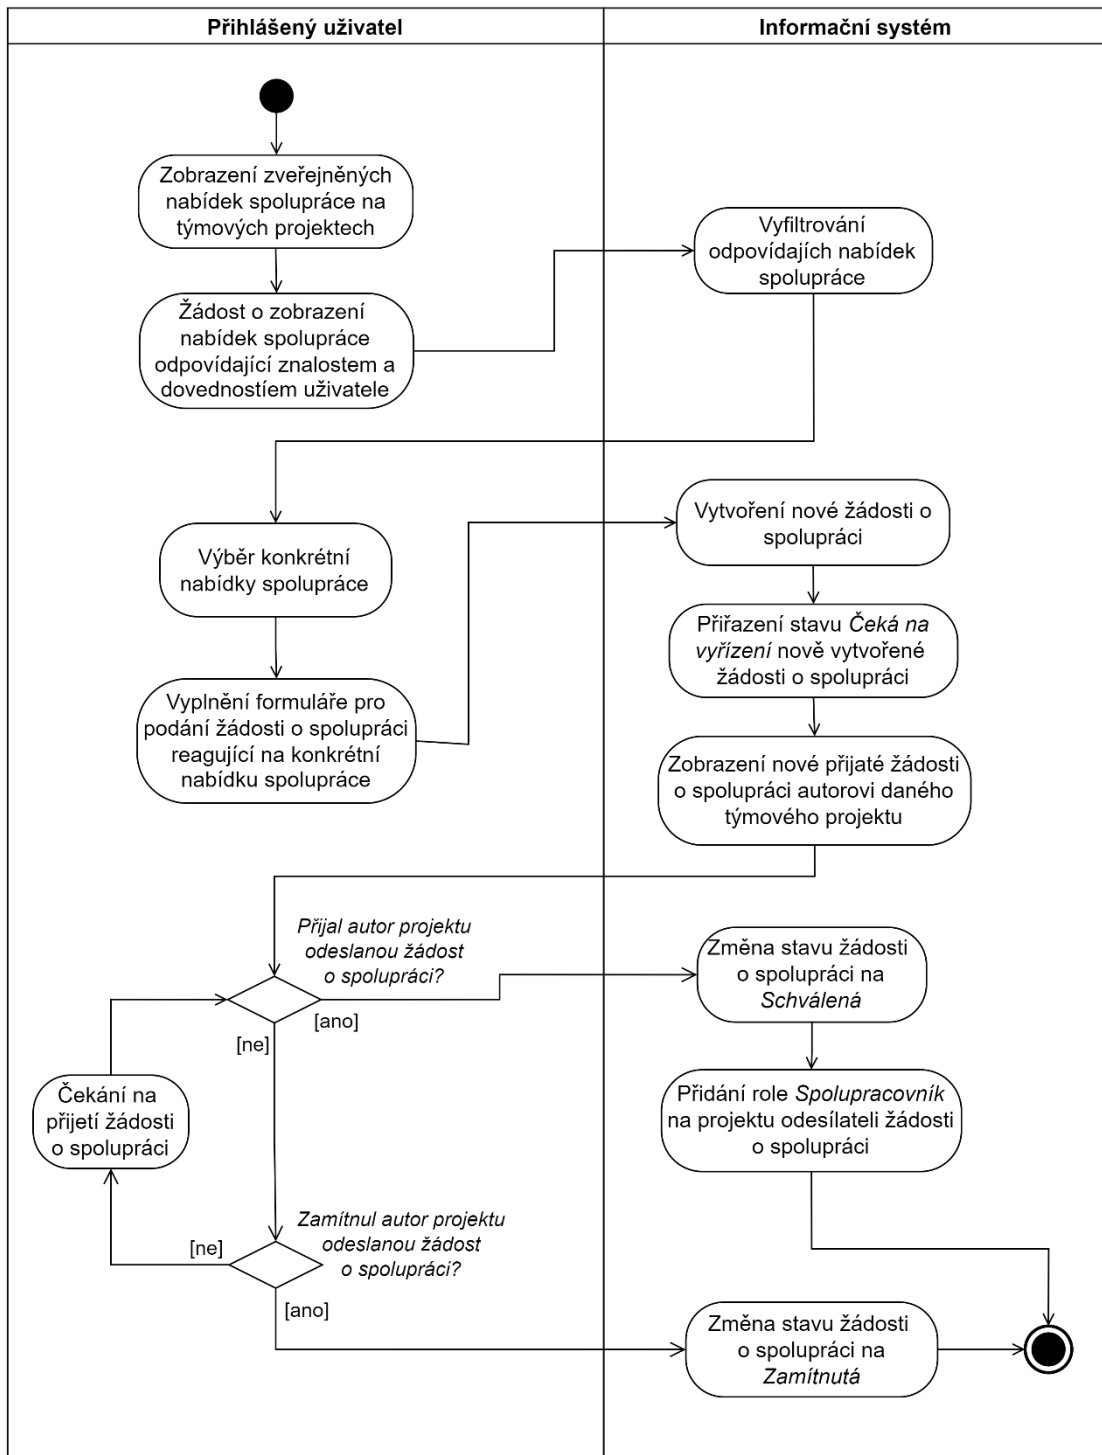 Přihlášený uživatel
Informační systém
Zobrazení zveřejněných
nabídek spolupráce na
týmových projektech
Vyfiltrování
odpovídajích nabídek
spolupráce
Žádost o zobrazení
nabídek spolupráce
odpovídající znalostem a
dovednostíem uživatele
Výběr konkrétní
nabídky spolupráce
Vytvoření nové žádosti o
spolupráci
Přiřazení stavu Čeká na
vyřízení nově vytvořené
žádosti o spolupráci
Vyplnění formuláře pro
podání žádosti o spolupráci
reagující na konkrétní
nabídku spolupráce
Zobrazení nové přijaté žádosti
o spolupráci autorovi daného
týmového projektu
Přijal autor projektu
odeslanou žádost
o spolupráci?
[ano]
[ne]
Změna stavu žádosti
o spolupráci na
Schválená
Čekání na
přijetí žádosti
o spolupráci
Přidání role Spolupracovník
na projektu odesílateli žádosti
o spolupráci
Zamítnul autor projektu
odeslanou žádost
o spolupráci?
[ne]
[ano]
Změna stavu žádosti
o spolupráci na
Zamítnutá